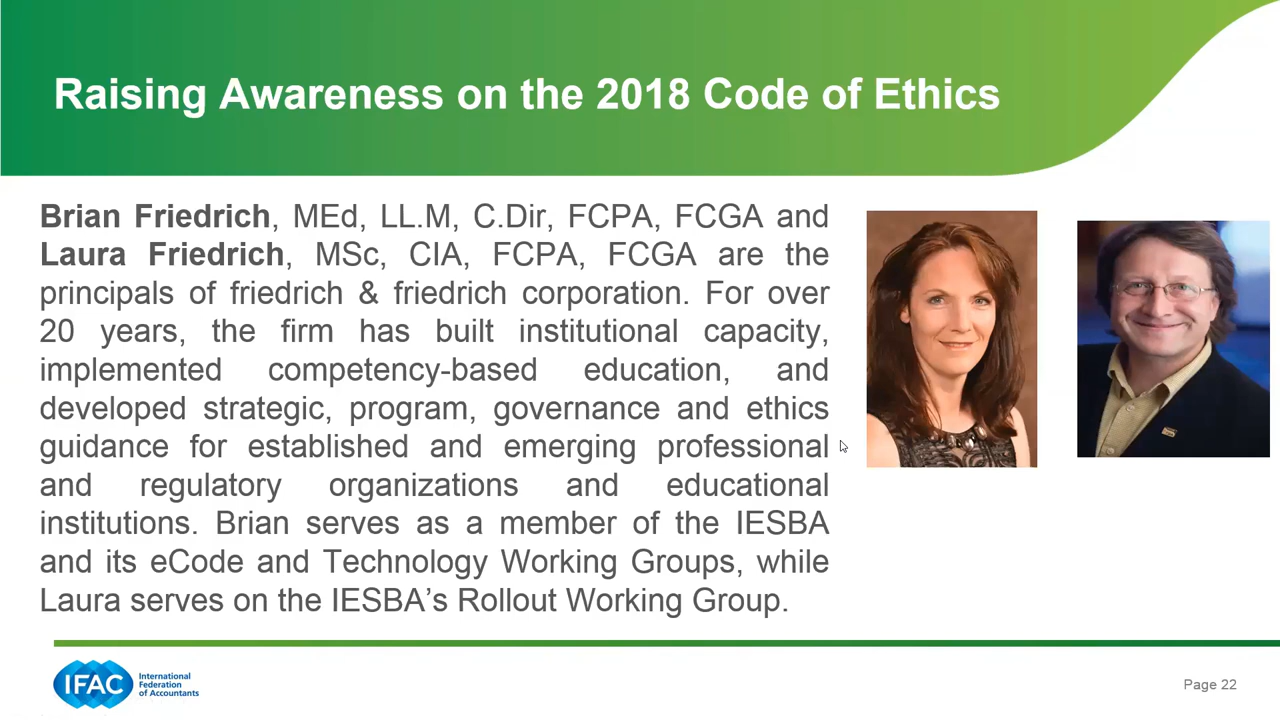 Raising Awareness on the 2018 Code of Ethics
Brian Friedrich, MEd, LL.M, C.Dir, FCPA, FCGA and
Laura Friedrich, MSc, CIA, FCPA, FCGA are the
principals of friedrich & friedrich corporation. For over
20 years, the firm has built institutional capacity,
implemented competency-based education, and
developed strategic, program, governance and ethics
guidance for established and emerging professional
and regulatory organizations and educational
institutions. Brian serves as a member of the IESBA
and its eCode and Technology Working Groups, while
Laura serves on the IESBA’s Rollout Working Group.
IFAC
International
Federation
of Accountants
Page 22